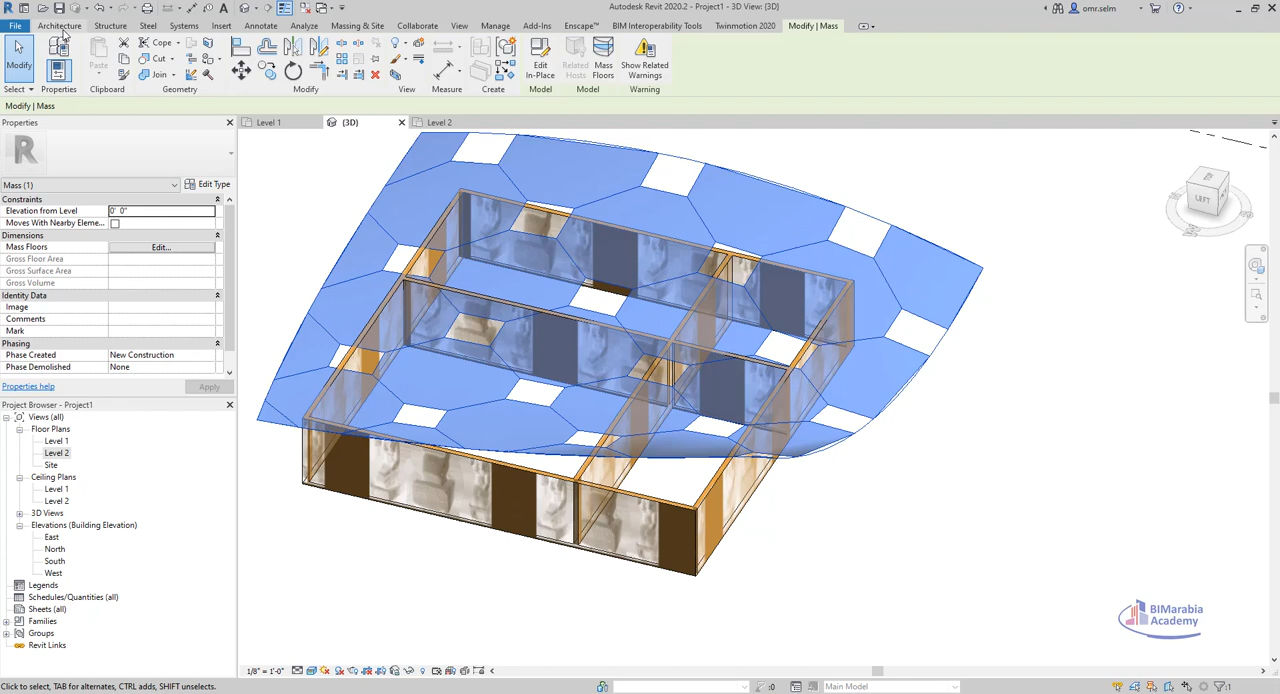 Autodesk Revit 2020.2 - Project1 - 3D View: {3D}
omr.selm
File Architecture Structure Steel Systems Insert Annotate Analyze Massing & Site Collaborate View Manage Add-Ins Enscape™ BIM Interoperability Tools Twinmotion 2020 Modify | Mass
Cope
Cut
Join
Modify Paste Edit In-Place Related Hosts Mass Floors Show Related Warnings
Select Properties Clipboard Geometry Modify View Measure Create Model Model Warning
Modify | Mass
Properties
Level 1 {3D} Level 2
Mass (1) Edit Type
Constraints
Elevation from Level 0' 0"
Moves With Nearby Eleme...
Dimensions
Mass Floors Edit...
Gross Floor Area
Gross Surface Area
Gross Volume
Identity Data
Image
Comments
Mark
Phasing
Phase Created New Construction
Phase Demolished None
Properties help Apply
Project Browser - Project1
Views (all)
Floor Plans
Level 1
Level 2
Site
Ceiling Plans
Level 1
Level 2
3D Views
Elevations (Building Elevation)
East
North
South
West
Legends
Schedules/Quantities (all)
Sheets (all)
Families
Groups
Revit Links
LEFT
BIMarabia
Academy
1/8" = 1'-0"
Click to select, TAB for alternates, CTRL adds, SHIFT unselects.
:0
Main Model
:1